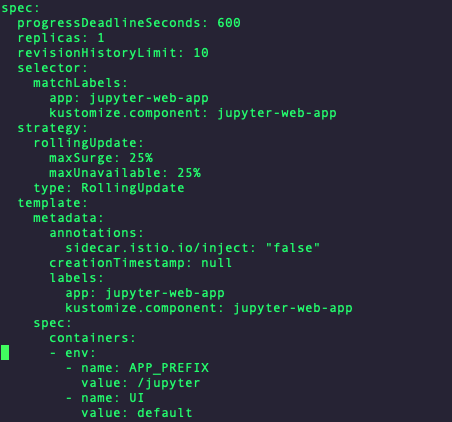 spec:
  progressDeadlineSeconds: 600
  replicas: 1
  revisionHistoryLimit: 10
  selector:
    matchLabels:
      app: jupyter-web-app
      kustomize.component: jupyter-web-app
  strategy:
    rollingUpdate:
      maxSurge: 25%
      maxUnavailable: 25%
    type: RollingUpdate
  template:
    metadata:
      annotations:
        sidecar.istio.io/inject: "false"
      creationTimestamp: null
      labels:
        app: jupyter-web-app
        kustomize.component: jupyter-web-app
    spec:
      containers:
      - env:
        - name: APP_PREFIX
          value: /jupyter
        - name: UI
          value: default